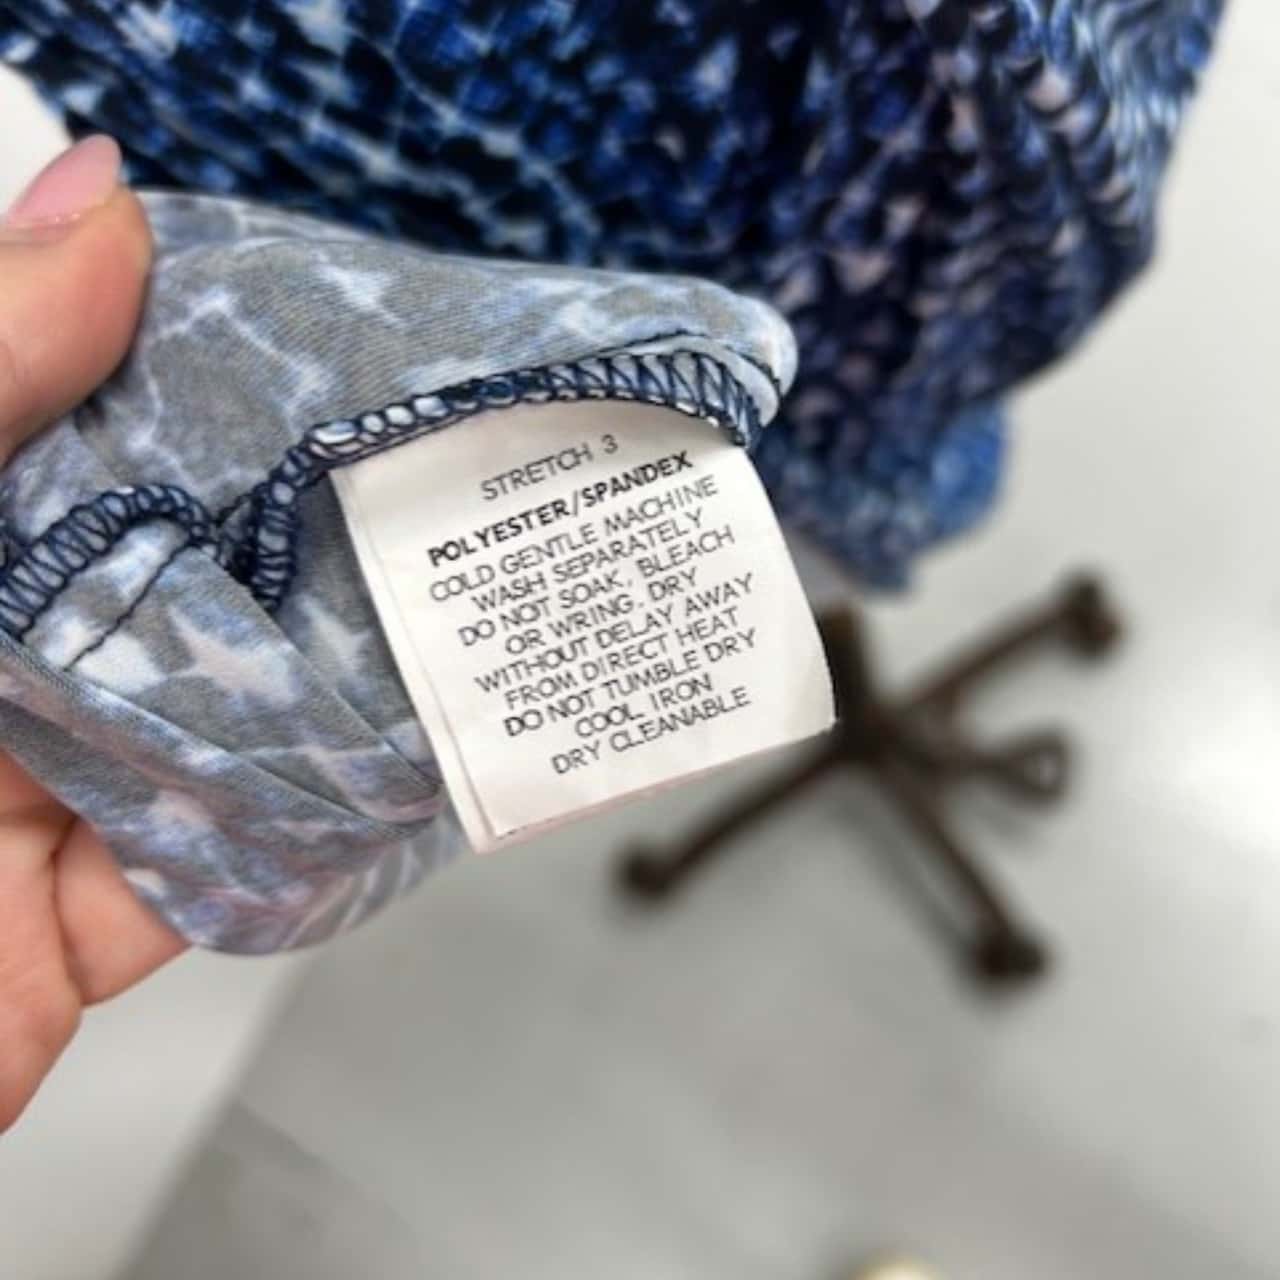 STRETCH 3
POLYESTER/SPANDEX
COLD GENTLE MACHINE
WASH SEPARATELY
DO NOT SOAK, BLEACH
OR WRING. DRY
WITHOUT DELAY AWAY
FROM DIRECT HEAT
DO NOT TUMBLE DRY
COOL IRON
DRY CLEANABLE